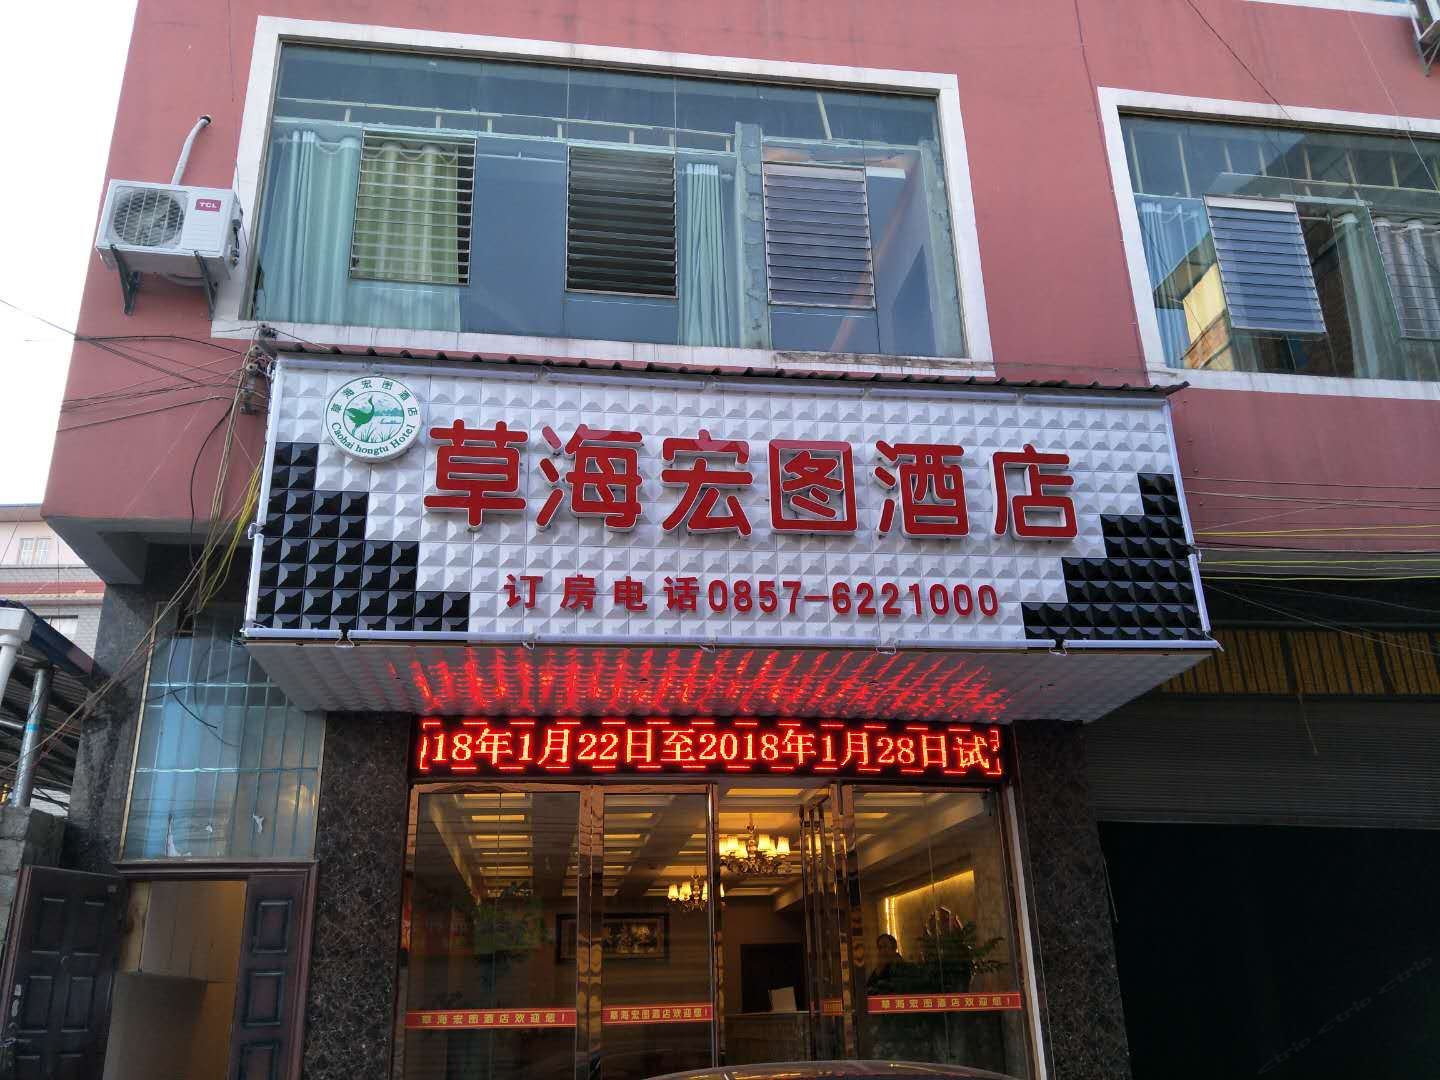 TCL
草海宏图酒店
Caohai hongtu Hotel
草海宏图酒店
订房电话0857-6221000
18年1月22日至2018年1月28日试
草海宏图酒店欢迎您！
草海宏图酒店欢迎您！
草海宏图酒店欢迎您！
ctrip